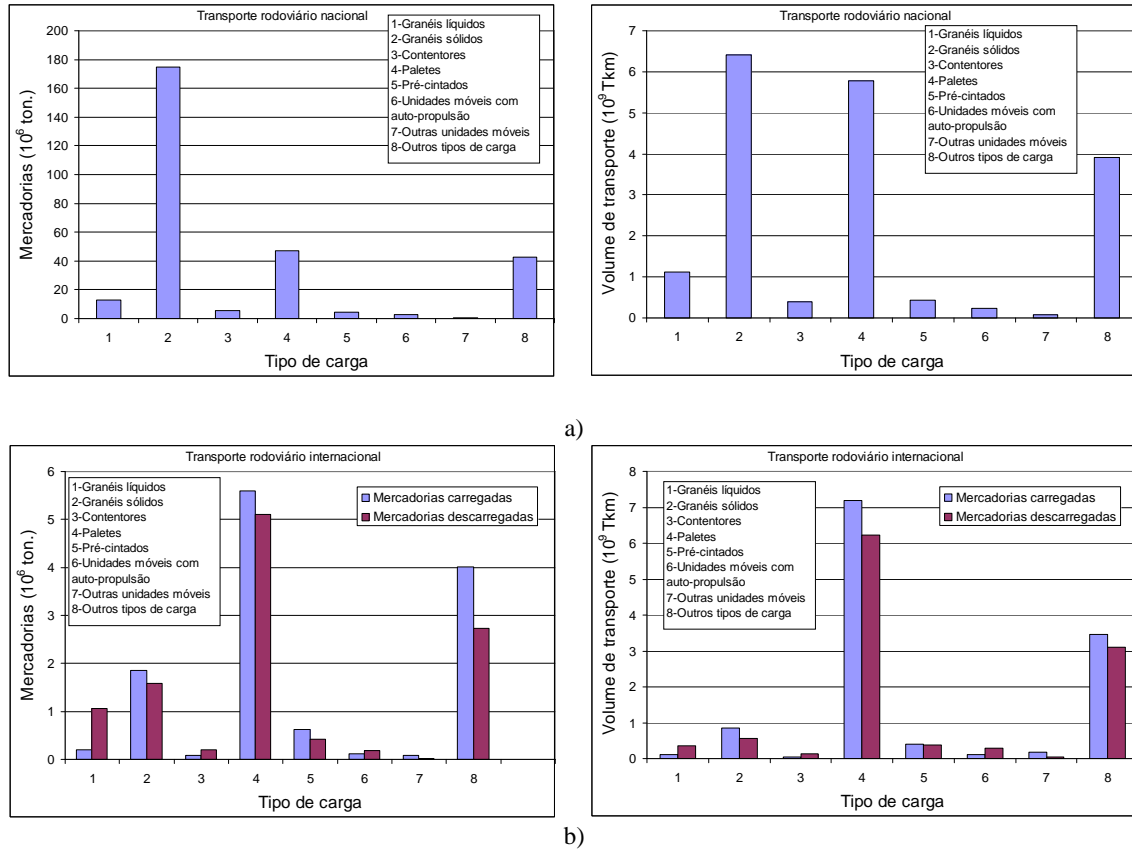 Transporte rodoviário nacional
Mercadorias (10⁶ ton.)
200
180
160
140
120
100
80
60
40
20
0
1-Granéis líquidos
2-Granéis sólidos
3-Contentores
4-Paletes
5-Pré-cintados
6-Unidades móveis com
auto-propulsão
7-Outras unidades móveis
8-Outros tipos de carga
1 2 3 4 5 6 7 8
Tipo de carga
Transporte rodoviário nacional
Volume de transporte (10⁹ Tkm)
7
6
5
4
3
2
1
0
1-Granéis líquidos
2-Granéis sólidos
3-Contentores
4-Paletes
5-Pré-cintados
6-Unidades móveis com
auto-propulsão
7-Outras unidades móveis
8-Outros tipos de carga
1 2 3 4 5 6 7 8
Tipo de carga
a)
Transporte rodoviário internacional
Mercadorias (10⁶ ton.)
6
5
4
3
2
1
0
1-Granéis líquidos
2-Granéis sólidos
3-Contentores
4-Paletes
5-Pré-cintados
6-Unidades móveis com
auto-propulsão
7-Outras unidades móveis
8-Outros tipos de carga
Mercadorias carregadas
Mercadorias descarregadas
1 2 3 4 5 6 7 8
Tipo de carga
Transporte rodoviário internacional
Volume de transporte (10⁹ Tkm)
8
7
6
5
4
3
2
1
0
1-Granéis líquidos
2-Granéis sólidos
3-Contentores
4-Paletes
5-Pré-cintados
6-Unidades móveis com
auto-propulsão
7-Outras unidades móveis
8-Outros tipos de carga
Mercadorias carregadas
Mercadorias descarregadas
1 2 3 4 5 6 7 8
Tipo de carga
b)